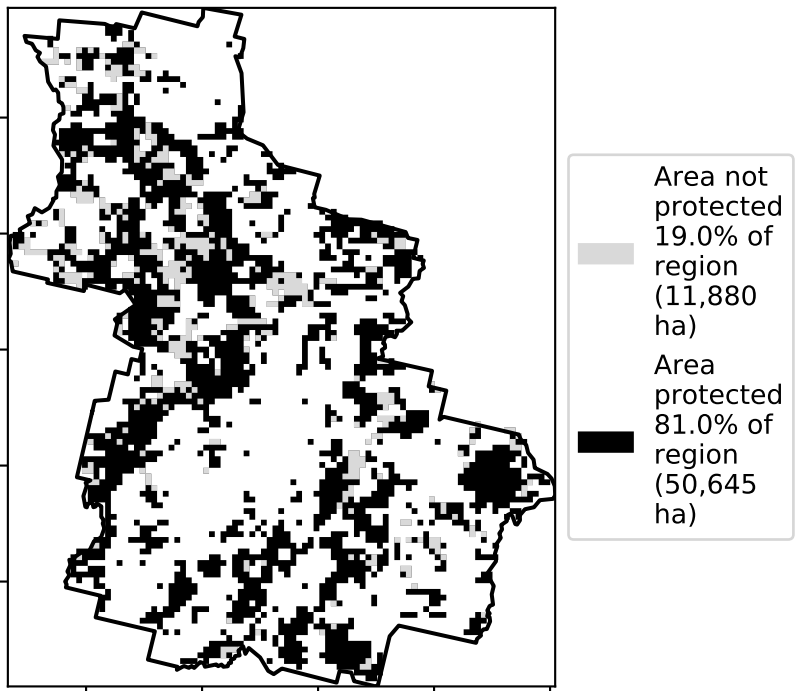 Area not
protected
19.0% of
region
(11,880
ha)
Area
protected
81.0% of
region
(50,645
ha)